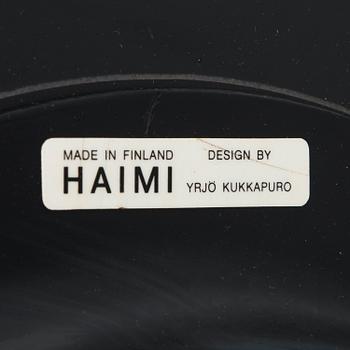 MADE IN FINLAND DESIGN BY
HAIMI YRJÖ KUKKAPURO